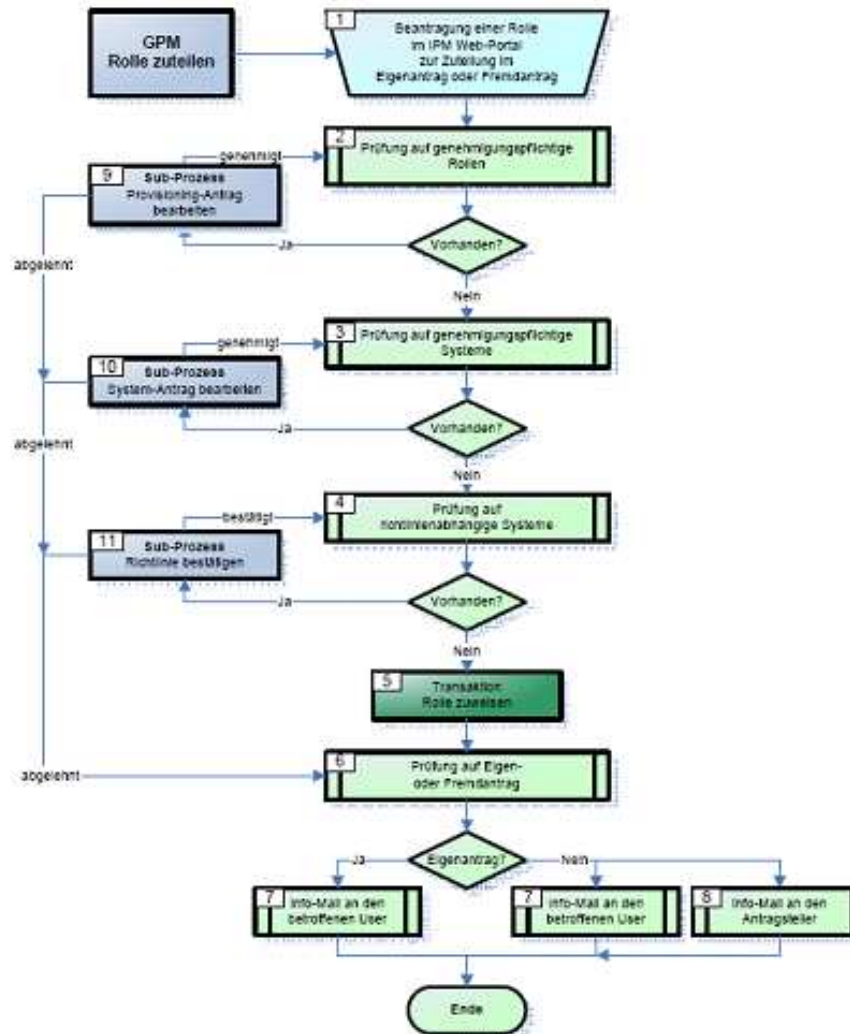 GPM
Rolle zuteilen
1
Beantragung einer Rolle
im IPM Web-Portal
zur Zuteilung im
Eigenantrag oder Fremdantrag
2
Prüfung auf genehmigungspflichtige
Rollen
genehmigt
9
Sub-Prozess
Provisioning-Antrag
bearbeiten
Vorhanden?
Ja
abgelehnt
Nein
3
Prüfung auf genehmigungspflichtige
Systeme
genehmigt
10
Sub-Prozess
System-Antrag bearbeiten
Vorhanden?
Ja
abgelehnt
Nein
4
Prüfung auf
richtlinienabhängige Systeme
bestätigt
11
Sub-Prozess
Richtlinie bestätigen
Vorhanden?
Ja
Nein
5
Transaktion
Rolle zuweisen
6
Prüfung auf Eigen-
oder Fremdantrag
abgelehnt
Eigenantrag?
Ja
Nein
7
Info-Mail an den
betroffenen User
7
Info-Mail an den
betroffenen User
8
Info-Mail an den
Antragsteller
Ende